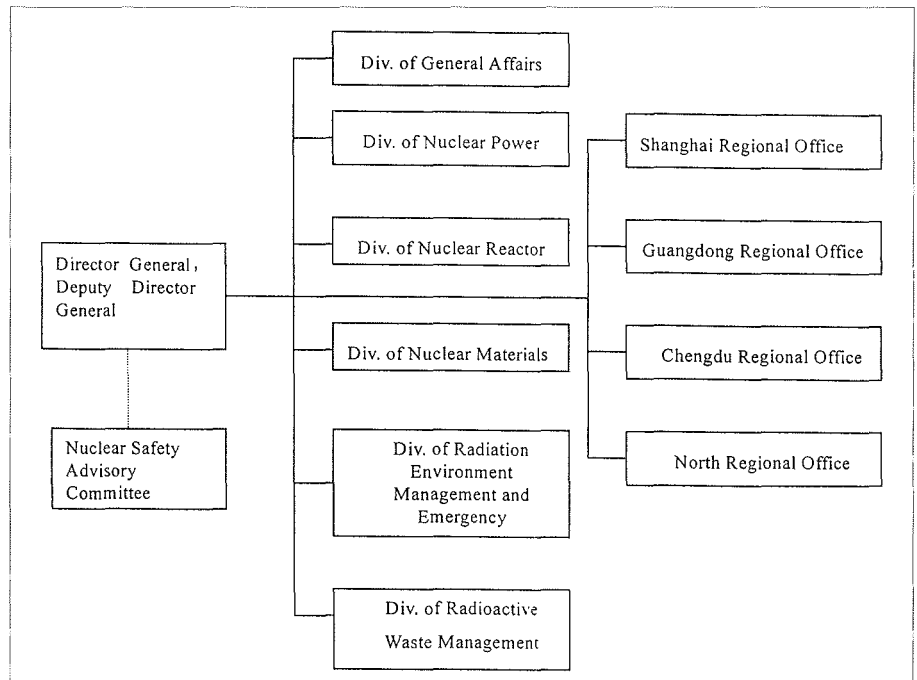 Div. of General Affairs
Div. of Nuclear Power
Div. of Nuclear Reactor
Director General,
Deputy Director
General
Div. of Nuclear Materials
Div. of Radiation
Environment
Management and
Emergency
Div. of Radioactive
Waste Management
Nuclear Safety
Advisory
Committee
Shanghai Regional Office
Guangdong Regional Office
Chengdu Regional Office
North Regional Office